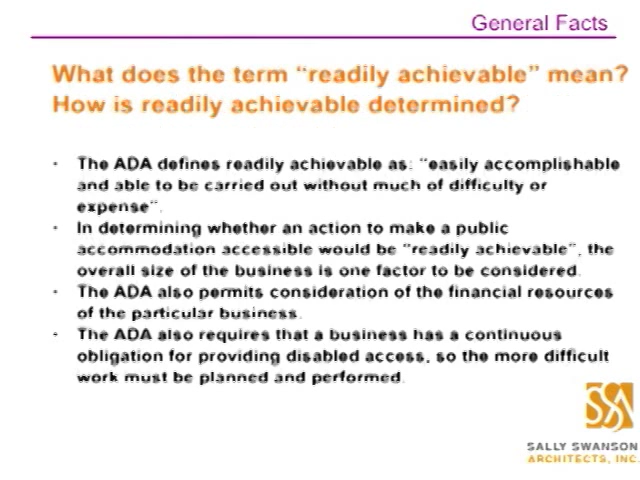 General Facts
What does the term “readily achievable” mean?
How is readily achievable determined?
• The ADA defines readily achievable as: “easily accomplishable
and able to be carried out without much of difficulty or
expense”.
• In determining whether an action to make a public
accommodation accessible would be “readily achievable”, the
overall size of the business is one factor to be considered.
• The ADA also permits consideration of the financial resources
of the particular business.
• The ADA also requires that a business has a continuous
obligation for providing disabled access, so the more difficult
work must be planned and performed.
SSA
SALLY SWANSON
ARCHITECTS, INC.